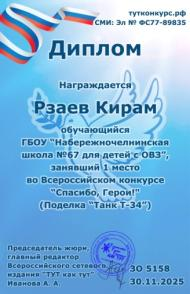 тутконкурс.рф
СМИ: Эл № ФС77-89835
Диплом
Награждается
Рзаев Кирам
обучающийся
ГБОУ "Набережночелнинская
школа №67 для детей с ОВЗ",
занявший 1 место
во Всероссийском конкурсе
"Спасибо, Герои!"
(Поделка "Танк Т-34")
Председатель жюри,
главный редактор
Всероссийского сетевого
издания "ТУТ как тут"
Иванова А. А.
ЗО 5158
30.11.2025